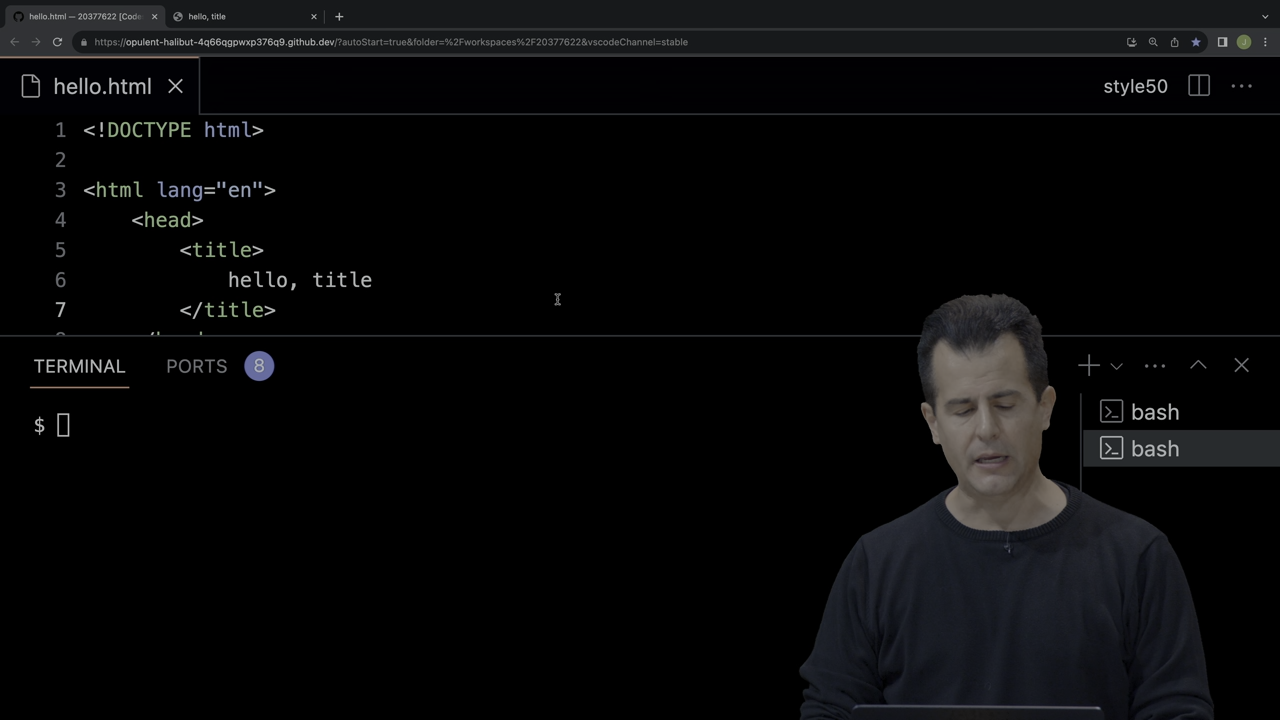 hello.html — 20377622 [Code
hello, title
https://opulent-halibut-4q66qgpwxp376q9.github.dev/?autoStart=true&folder=%2Fworkspaces%2F20377622&vscodeChannel=stable
J
hello.html
style50
1 <!DOCTYPE html>
2
3 <html lang="en">
4 <head>
5 <title>
6 hello, title
7 </title>
TERMINAL
PORTS 8
$
bash
bash